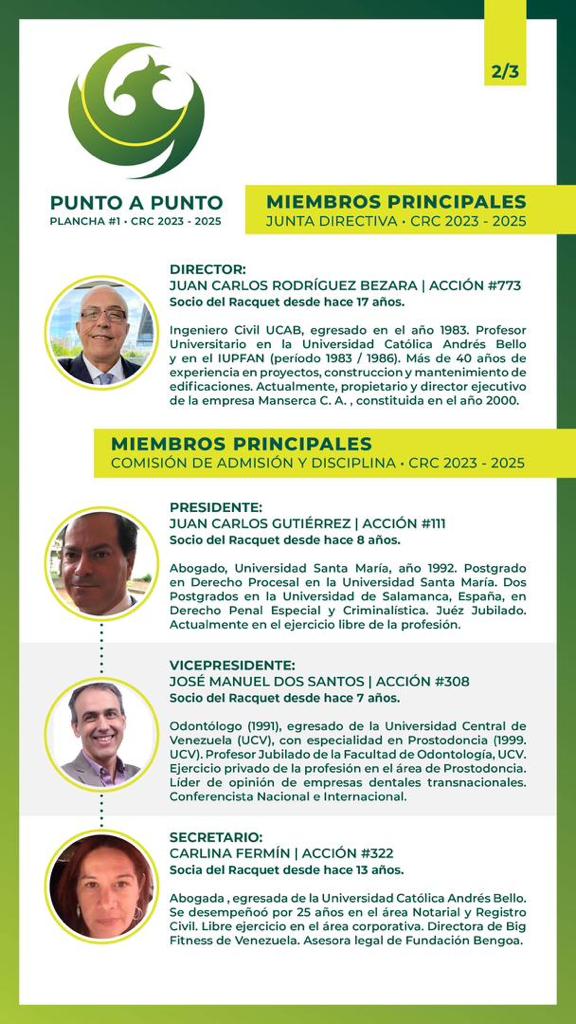 2/3
PUNTO A PUNTO
PLANCHA #1 • CRC 2023 - 2025
MIEMBROS PRINCIPALES
JUNTA DIRECTIVA • CRC 2023 - 2025
DIRECTOR:
JUAN CARLOS RODRÍGUEZ BEZARA | ACCIÓN #773
Socio del Racquet desde hace 17 años.
Ingeniero Civil UCAB, egresado en el año 1983. Profesor
Universitario en la Universidad Católica Andrés Bello
y en el IUPFAN (período 1983 / 1986). Más de 40 años de
experiencia en proyectos, construccion y mantenimiento de
edificaciones. Actualmente, propietario y director ejecutivo
de la empresa Manserca C. A. , constituida en el año 2000.
MIEMBROS PRINCIPALES
COMISIÓN DE ADMISIÓN Y DISCIPLINA • CRC 2023 - 2025
PRESIDENTE:
JUAN CARLOS GUTIÉRREZ | ACCIÓN #111
Socio del Racquet desde hace 8 años.
Abogado, Universidad Santa María, año 1992. Postgrado
en Derecho Procesal en la Universidad Santa María. Dos
Postgrados en la Universidad de Salamanca, España, en
Derecho Penal Especial y Criminalística. Juéz Jubilado.
Actualmente en el ejercicio libre de la profesión.
VICEPRESIDENTE:
JOSÉ MANUEL DOS SANTOS | ACCIÓN #308
Socio del Racquet desde hace 7 años.
Odontólogo (1991), egresado de la Universidad Central de
Venezuela (UCV), con especialidad en Prostodoncia (1999.
UCV). Profesor Jubilado de la Facultad de Odontología, UCV.
Ejercicio privado de la profesión en el área de Prostodoncia.
Líder de opinión de empresas dentales transnacionales.
Conferencista Nacional e Internacional.
SECRETARIO:
CARLINA FERMÍN | ACCIÓN #322
Socia del Racquet desde hace 13 años.
Abogada , egresada de la Universidad Católica Andrés Bello.
Se desempeñoó por 25 años en el área Notarial y Registro
Civil. Libre ejercicio en el área corporativa. Directora de Big
Fitness de Venezuela. Asesora legal de Fundación Bengoa.